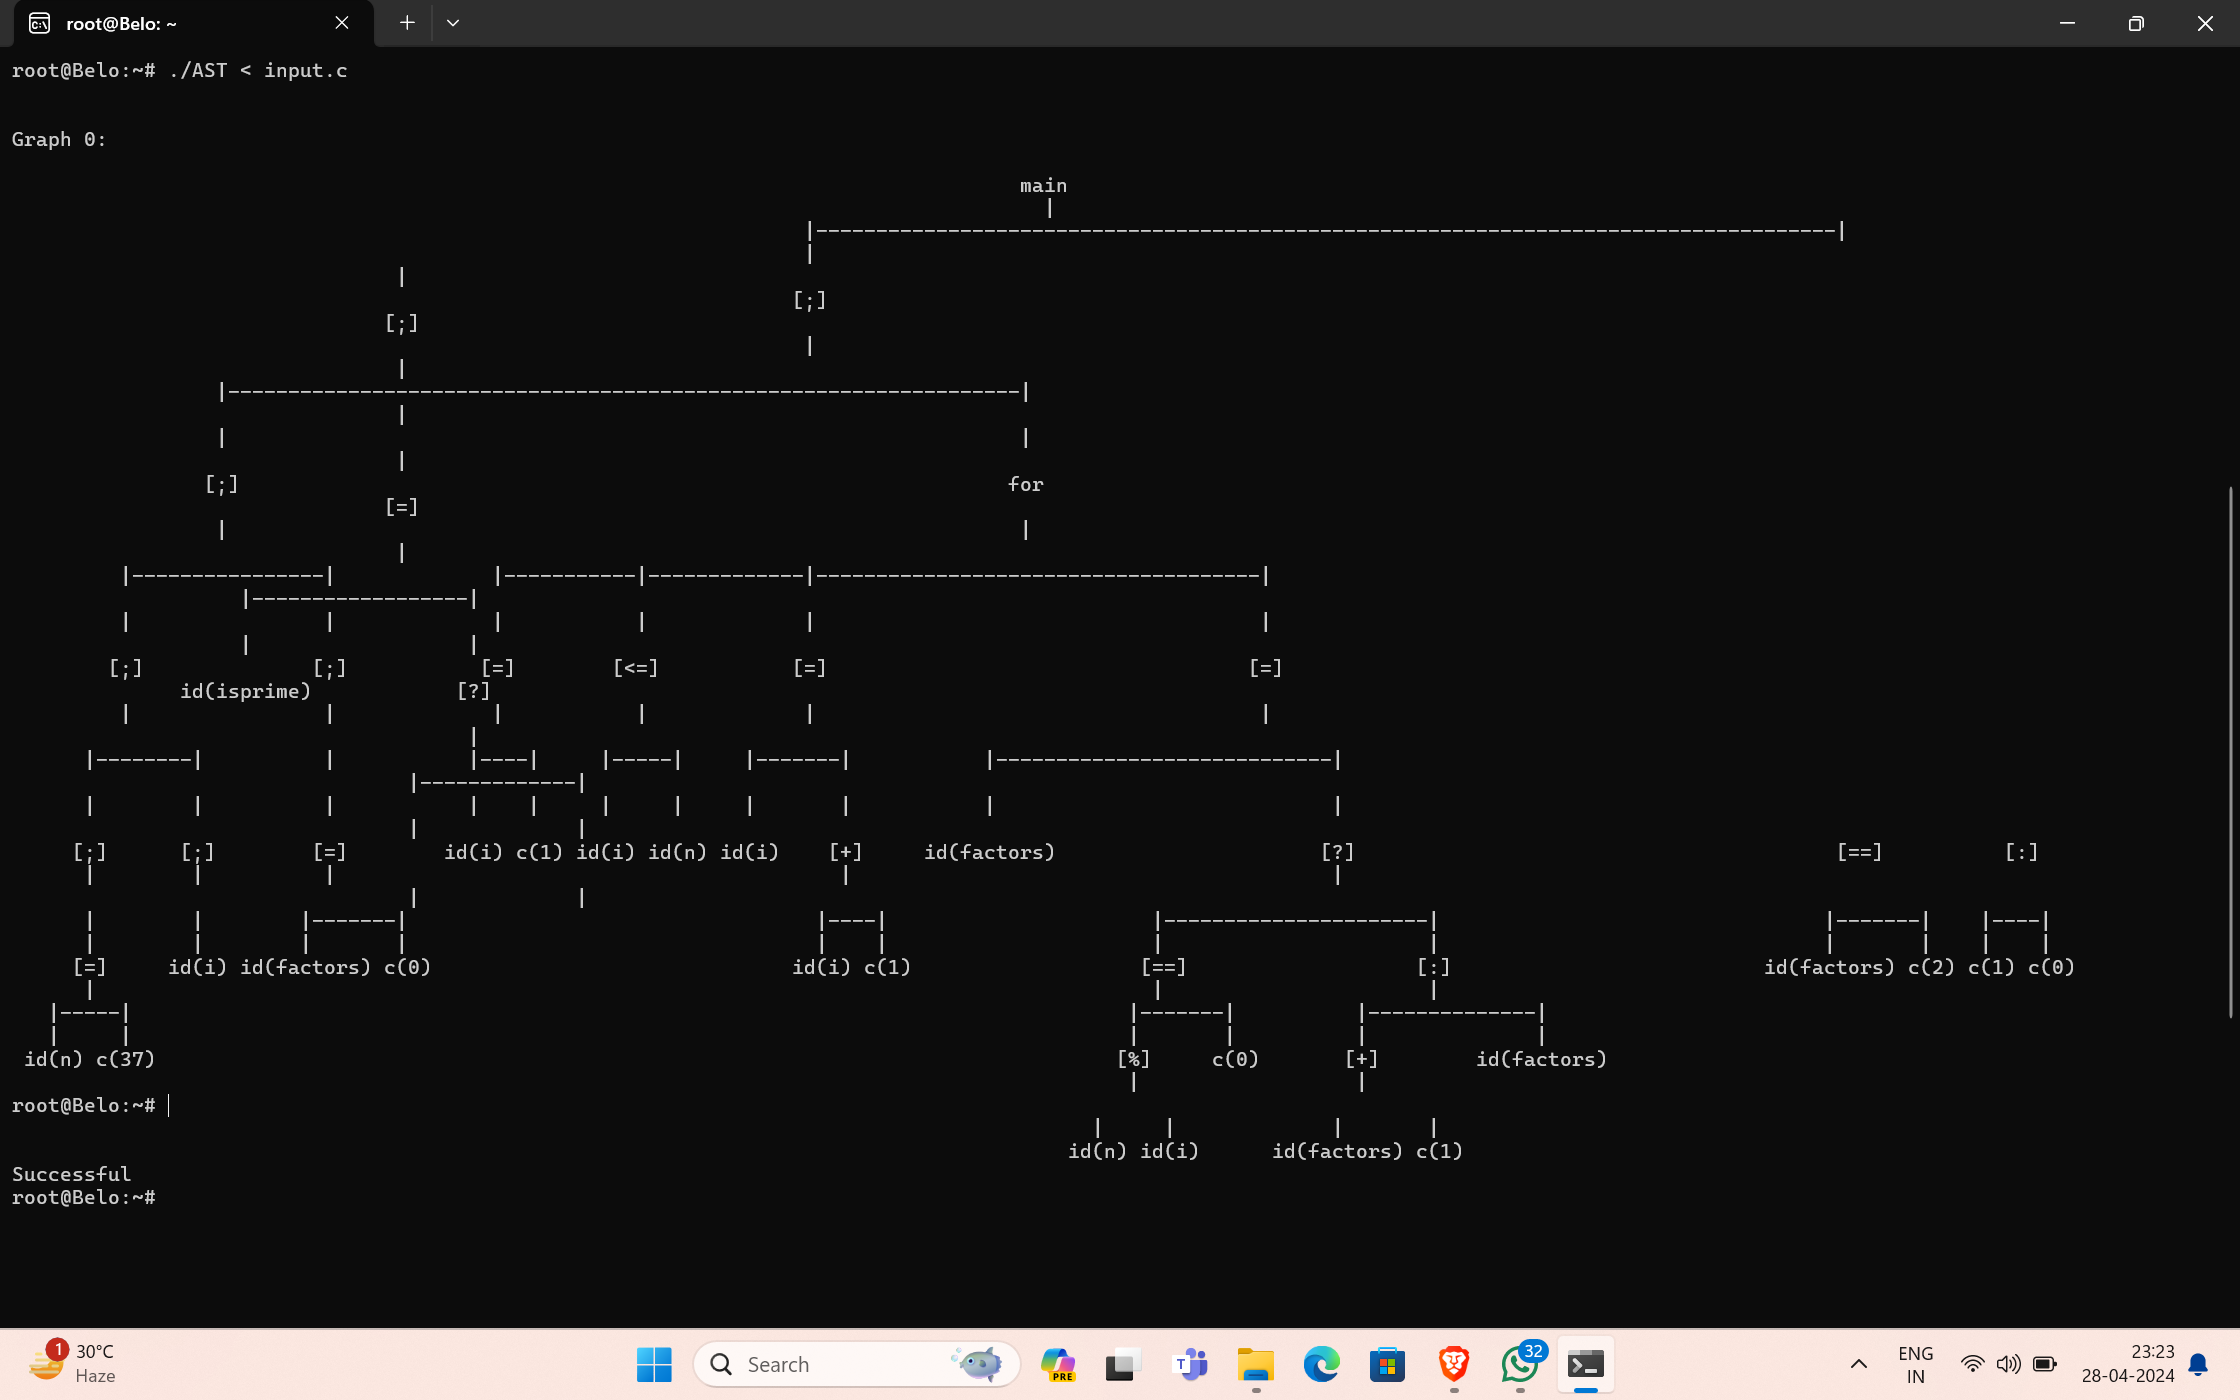 root@Belo: ~
root@Belo:~# ./AST < input.c
Graph 0:
main
[;]
[;]
[;] for
[=]
[;] [;] [=] [<=] [=] [=]
id(isprime) [?]
[;] [;] [=] id(i) c(1) id(i) id(n) id(i) [+] id(factors) [?] [==] [:]
[=] id(i) id(factors) c(0) id(i) c(1) [==] [:] id(factors) c(2) c(1) c(0)
id(n) c(37) [%] c(0) [+] id(factors)
root@Belo:~#
id(n) id(i) id(factors) c(1)
Successful
root@Belo:~#
1 30°C
Haze
Search
PRE
T
32
ENG
IN
23:23
28-04-2024